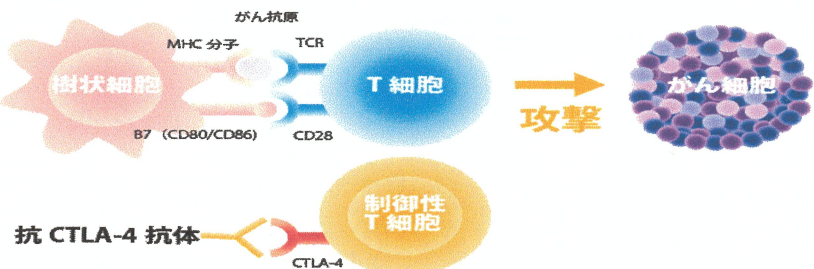 がん抗原
MHC 分子
TCR
樹状細胞
T 細胞
がん細胞
攻撃
B7（CD80/CD86)
CD28
制御性
T 細胞
抗 CTLA-4 抗体
CTLA-4